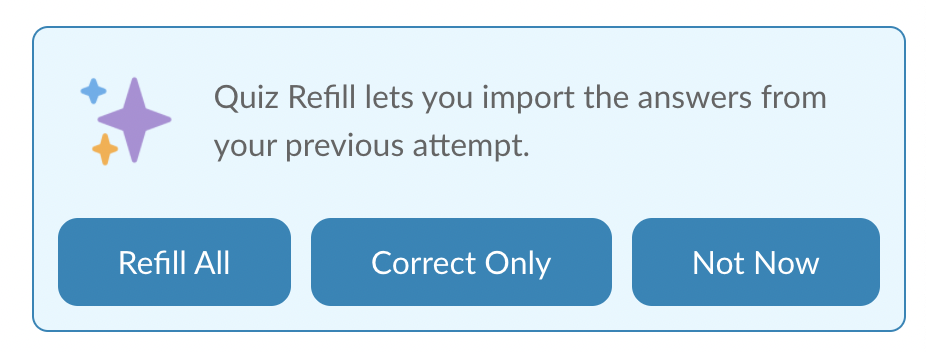 Quiz Refill lets you import the answers from
your previous attempt.
Refill All
Correct Only
Not Now